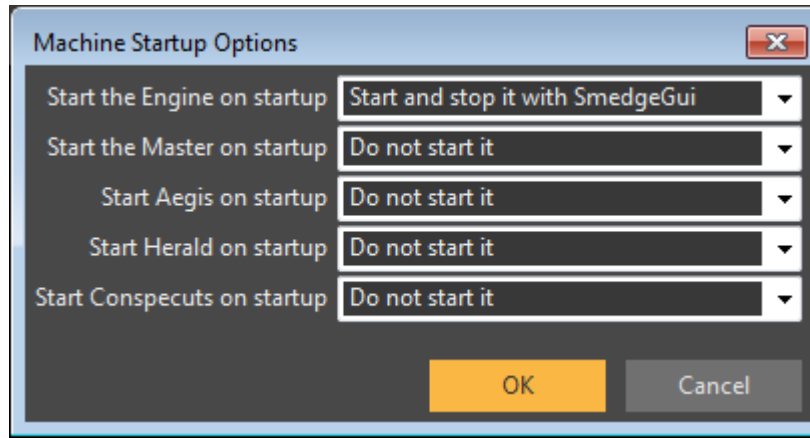 Machine Startup Options
Start the Engine on startup Start and stop it with SmedgeGui
Start the Master on startup Do not start it
Start Aegis on startup Do not start it
Start Herald on startup Do not start it
Start Conspecuts on startup Do not start it
OK Cancel